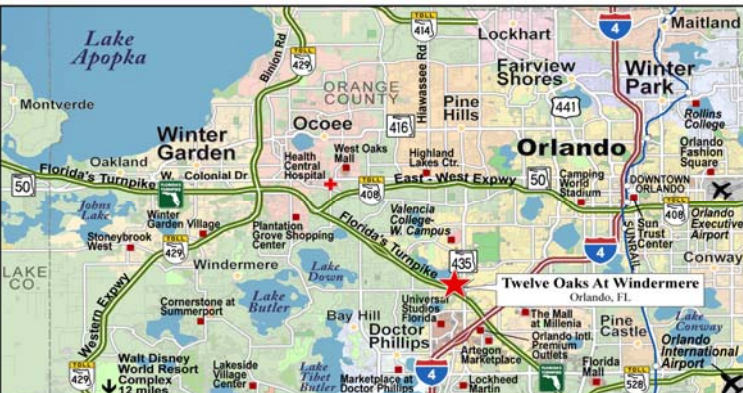 Lake
Apopka
Binion Rd
TOLL
429
TOLL
414
Hiawassee Rd
Lockhart
4
Maitland
Fairview
Shores
Winter
Park
441
ORANGE
COUNTY
Pine
Hills
Rollins
College
Montverde
416
Ocoee
Winter
Garden
Orlando
Orlando
Fashion
Square
Oakland
Health
Central
Hospital
West Oaks
Mall
Highland
Lakes Ctr.
50
Florida's Turnpike
W. Colonial Dr
FLORIDA'S
TURNPIKE
TOLL
408
East - West Expwy
50
Camping
World
Stadium
DOWNTOWN
ORLANDO
TOLL
408
Orlando
Executive
Airport
Johns
Lake
Winter
Garden Village
Stoneybrook
West
TOLL
429
Plantation
Grove Shopping
Center
Florida's Turnpike
Valencia
College-
W. Campus
Sun
Trust
Center
SUNRAIL
4
Conway
435
LAKE
CO.
Windermere
Lake
Down
Twelve Oaks At Windermere
Orlando, FL
Western Expwy
Cornerstone at
Summerport
Lake
Butler
Bay Hill
Universal
Studios
Florida
Doctor
Phillips
The Mall
at Millenia
Orlando Intl.
Premium
Outlets
Artegon
Marketplace
Pine
Castle
Lake
Conway
Orlando
International
Airport
TOLL
429
Walt Disney
World Resort
Complex
12 miles
Lakeside
Village
Center
Lake
Tibet
Butler
Marketplace at
Doctor Phillips
4
Lockheed
Martin
Florida
Mall
TOLL
528